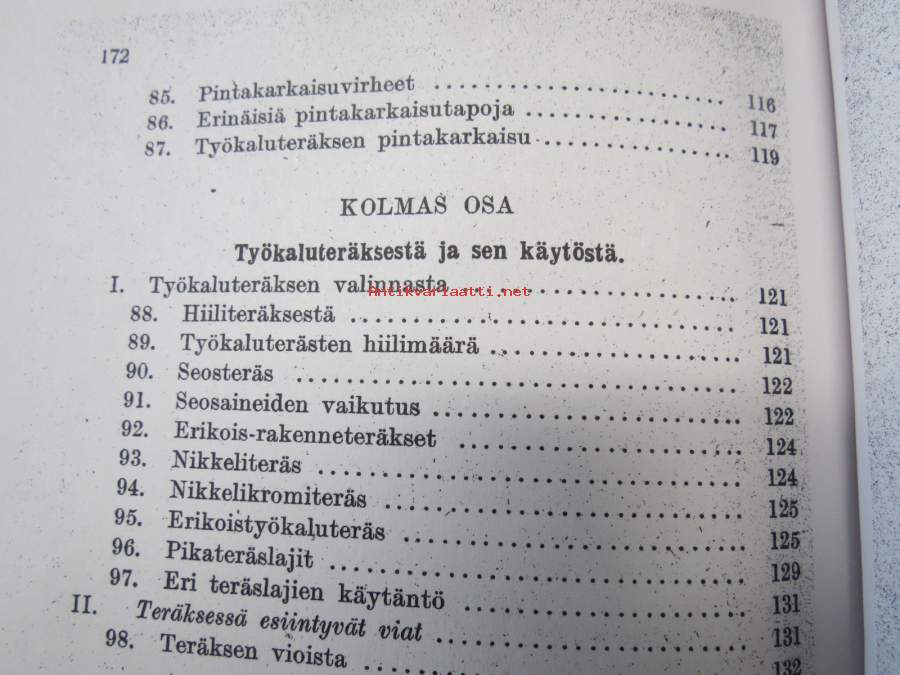 172
85. Pintakarkaisuvirheet .......................... 116
86. Erinäisiä pintakarkaisutapoja .................. 117
87. Työkaluteräksen pintakarkaisu .................. 119
KOLMAS OSA
Työkaluteräksestä ja sen käytöstä.
I. Työkaluteräksen valinnasta ..................... 121
Antikvariaatti.net
88. Hiiliteräksestä .............................. 121
89. Työkaluterästen hiilimäärä .................... 121
90. Seosteräs .................................. 122
91. Seosaineiden vaikutus ........................ 122
92. Erikois-rakenneteräkset ...................... 124
93. Nikkeliteräs ................................ 124
94. Nikkelikromiteräs ............................ 125
95. Erikoistyökaluteräs .......................... 125
96. Pikateräslajit ................................ 129
97. Eri teräslajien käytäntö ...................... 131
II. Teräksessä esiintyvät viat ...................... 131
98. Teräksen vioista ............................ 132